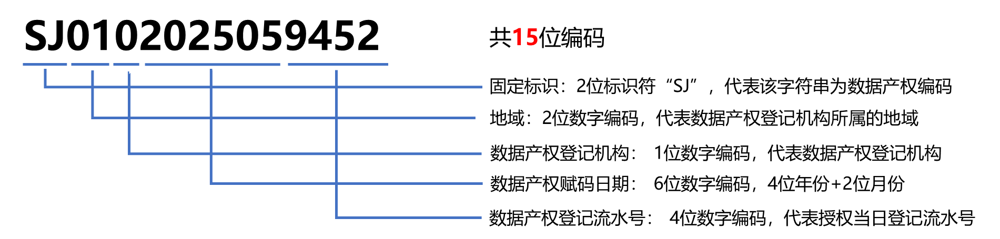 SJ0102025059452
共15位编码
固定标识：2位标识符“SJ”，代表该字符串为数据产权编码
地域：2位数字编码，代表数据产权登记机构所属的地域
数据产权登记机构： 1位数字编码，代表数据产权登记机构
数据产权赋码日期： 6位数字编码，4位年份+2位月份
数据产权登记流水号： 4位数字编码，代表授权当日登记流水号